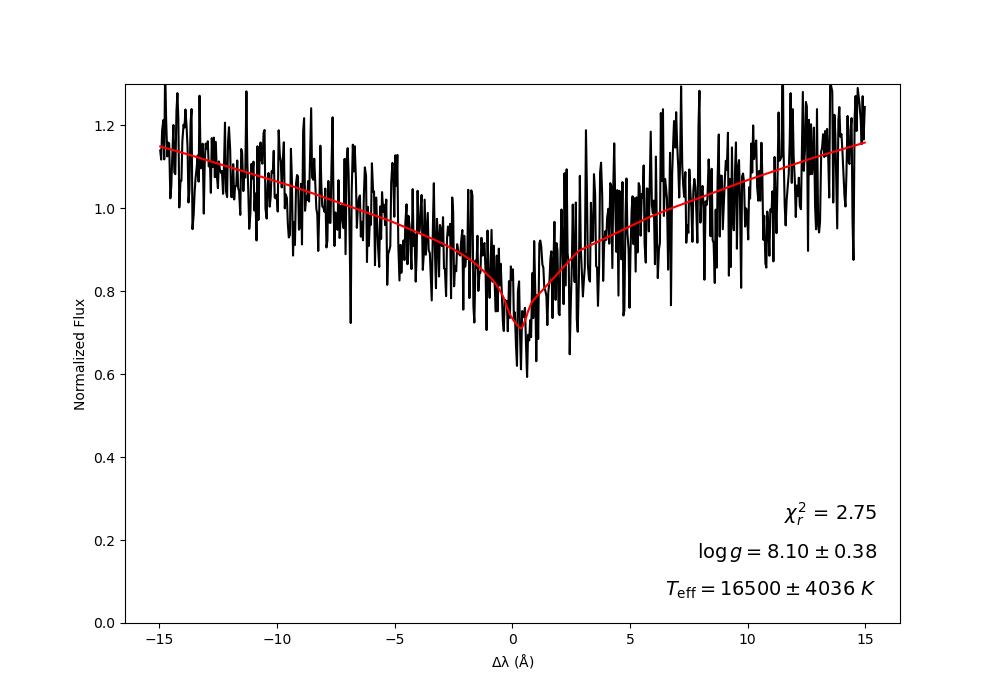 1.2
1.0
0.8
0.6
0.4
0.2
0.0
Normalized Flux
χ²ᵣ = 2.75
log g = 8.10 ± 0.38
T_eff = 16500 ± 4036 K
−15 −10 −5 0 5 10 15
Δλ (Å)